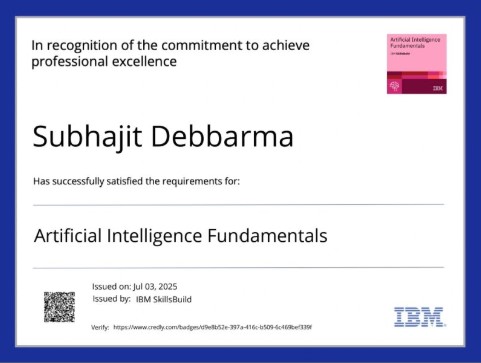 In recognition of the commitment to achieve
professional excellence
Artificial Intelligence
Fundamentals
IBM
Subhajit Debbarma
Has successfully satisfied the requirements for:
Artificial Intelligence Fundamentals
Issued on: Jul 03, 2025
Issued by: IBM SkillsBuild
Verify: https://www.credly.com/badges/d9e8b52e-397a-416c-b509-6c469bef339f
IBM.